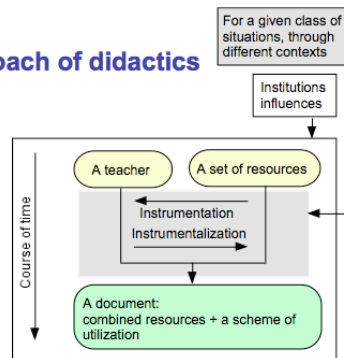 oach of didactics
For a given class of
situations, through
different contexts
Institutions
influences
A teacher
A set of resources
Instrumentation
Instrumentalization
Course of time
A document:
combined resources + a scheme of
utilization